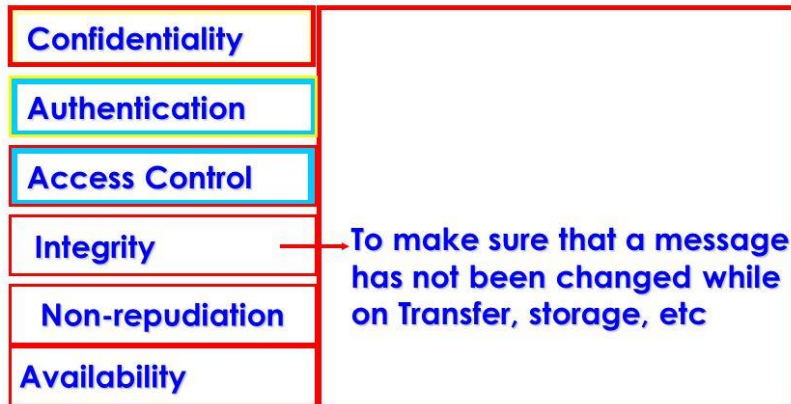 Confidentiality
Authentication
Access Control
Integrity
To make sure that a message
has not been changed while
on Transfer, storage, etc
Non-repudiation
Availability